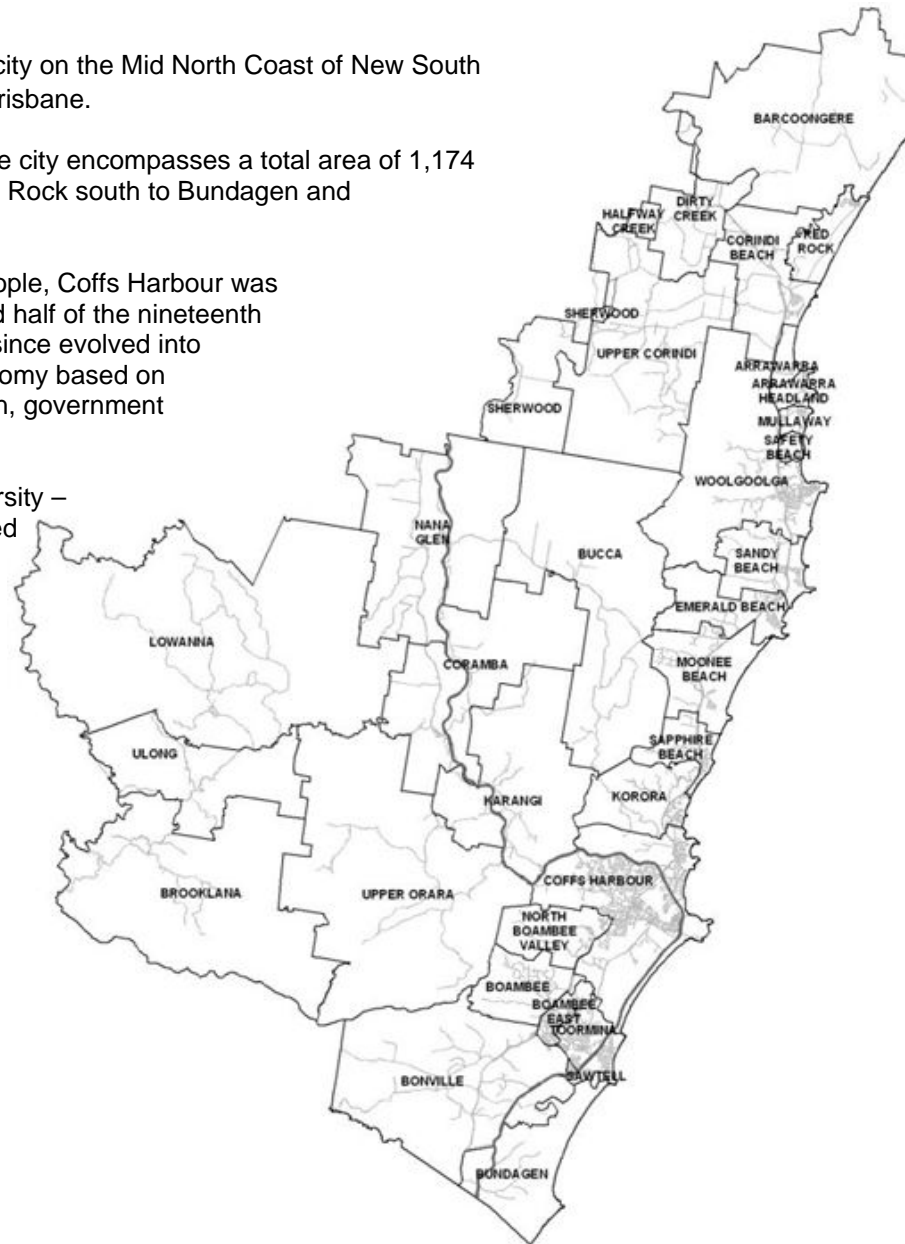 city on the Mid North Coast of New South
risbane.
e city encompasses a total area of 1,174
Rock south to Bundagen and
ople, Coffs Harbour was
d half of the nineteenth
since evolved into
omy based on
n, government
rsity –
ed
BARCOONGERE
DIRTY
CREEK
HALFWAY
CREEK
RED
ROCK
CORINDI
BEACH
SHERWOOD
UPPER CORINDI
ARRAWARRA
ARRAWARRA
HEADLAND
SHERWOOD
MULLAWAY
SAFETY
BEACH
WOOLGOOLGA
NANA
GLEN
BUCCA
SANDY
BEACH
EMERALD BEACH
LOWANNA
CORAMBA
MOONEE
BEACH
ULONG
SAPPHIRE
BEACH
KARANGI
KORORA
BROOKLANA
UPPER ORARA
COFFS HARBOUR
NORTH
BOAMBEE
VALLEY
BOAMBEE
BOAMBEE
EAST
TOORMINA
BONVILLE
SAWTELL
BUNDAGEN